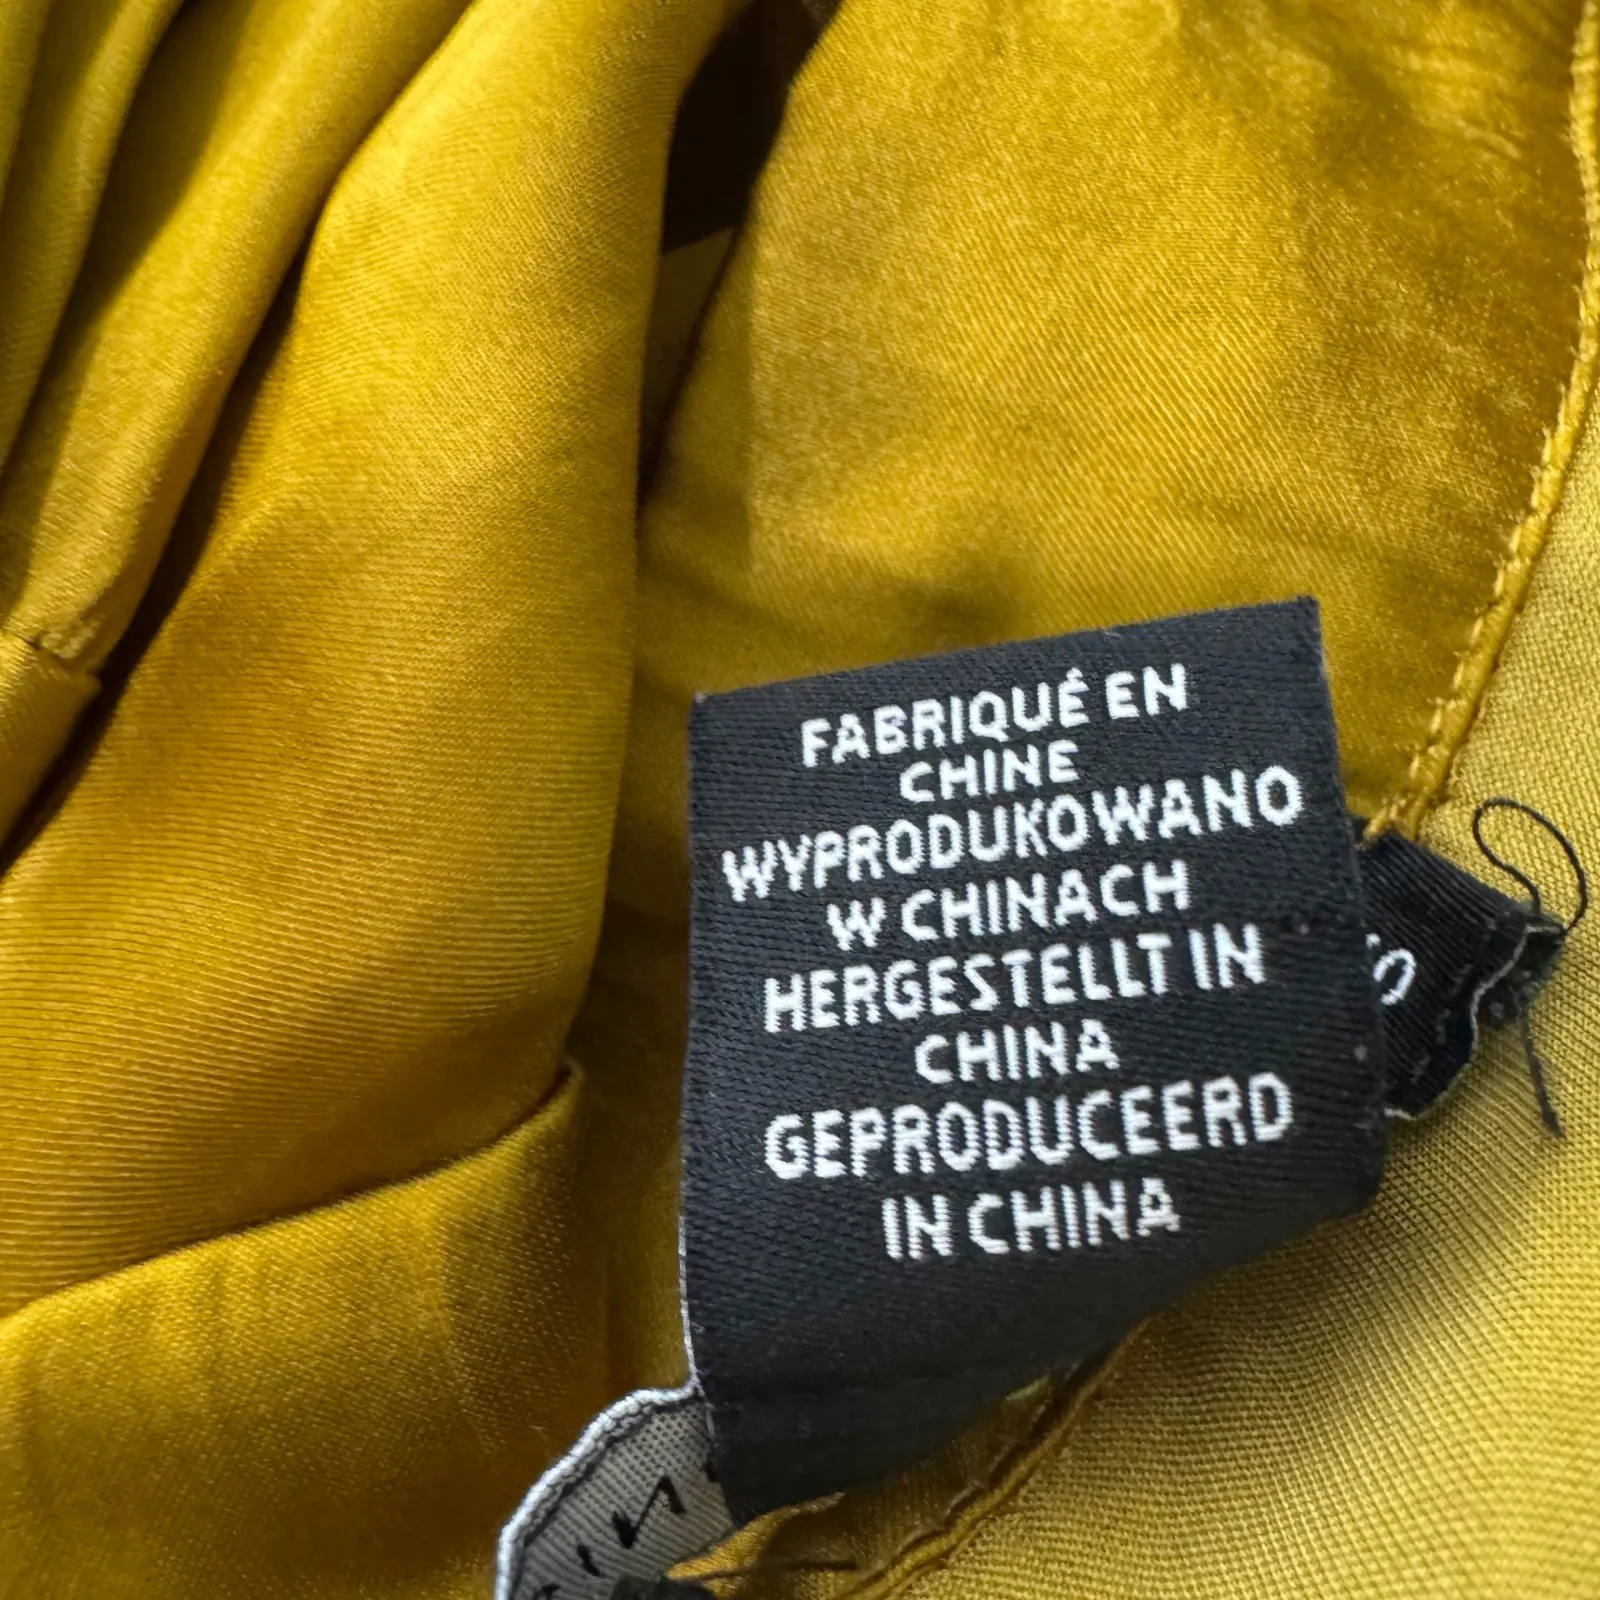 FABRIQUÉ EN
CHINE
WYPRODUKOWANO
W CHINACH
HERGESTELLT IN
CHINA
GEPRODUCEERD
IN CHINA
S